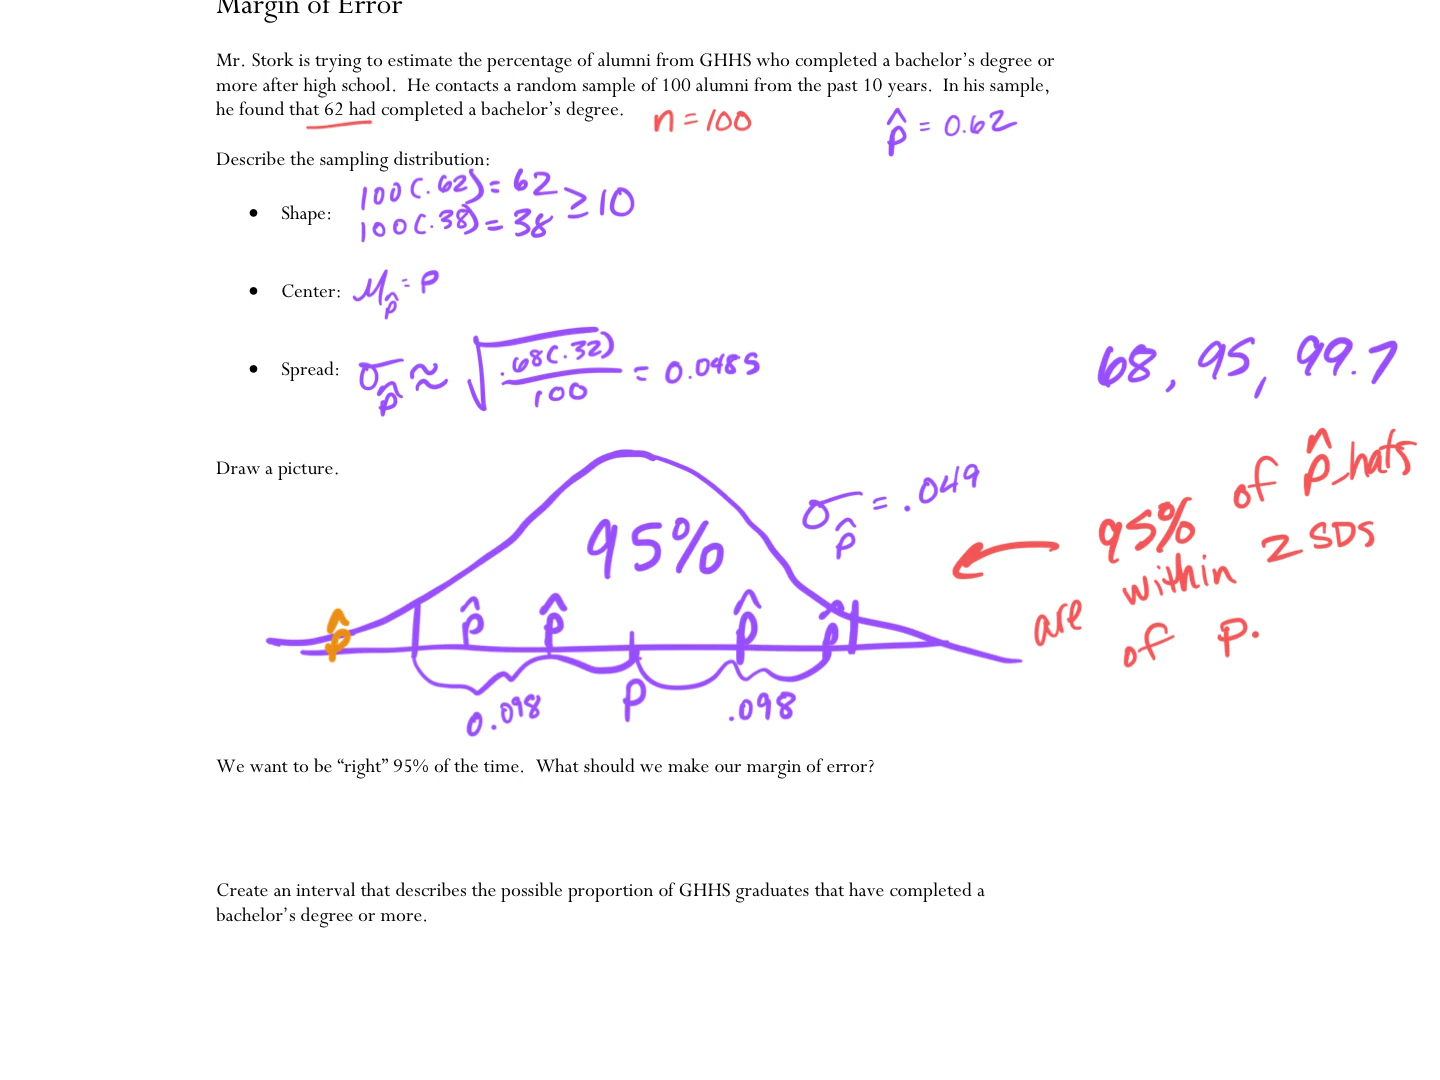 Margin of Error
Mr. Stork is trying to estimate the percentage of alumni from GHHS who completed a bachelor's degree or
more after high school. He contacts a random sample of 100 alumni from the past 10 years. In his sample,
he found that 62 had completed a bachelor's degree.
n = 100
p̂ = 0.62
Describe the sampling distribution:
• Shape:
100(.62) = 62
100(.38) = 38
≥ 10
• Center: μp̂ = p
• Spread: σp̂ ≈ √(.68(.32)/100) = 0.0485
68, 95, 99.7
Draw a picture.
95%
σp̂ = .049
95% of p̂-hats
are within 2 SDS
of p.
p̂ p̂ p̂ p̂ p̂
0.098 p .098
We want to be “right” 95% of the time. What should we make our margin of error?
Create an interval that describes the possible proportion of GHHS graduates that have completed a
bachelor's degree or more.